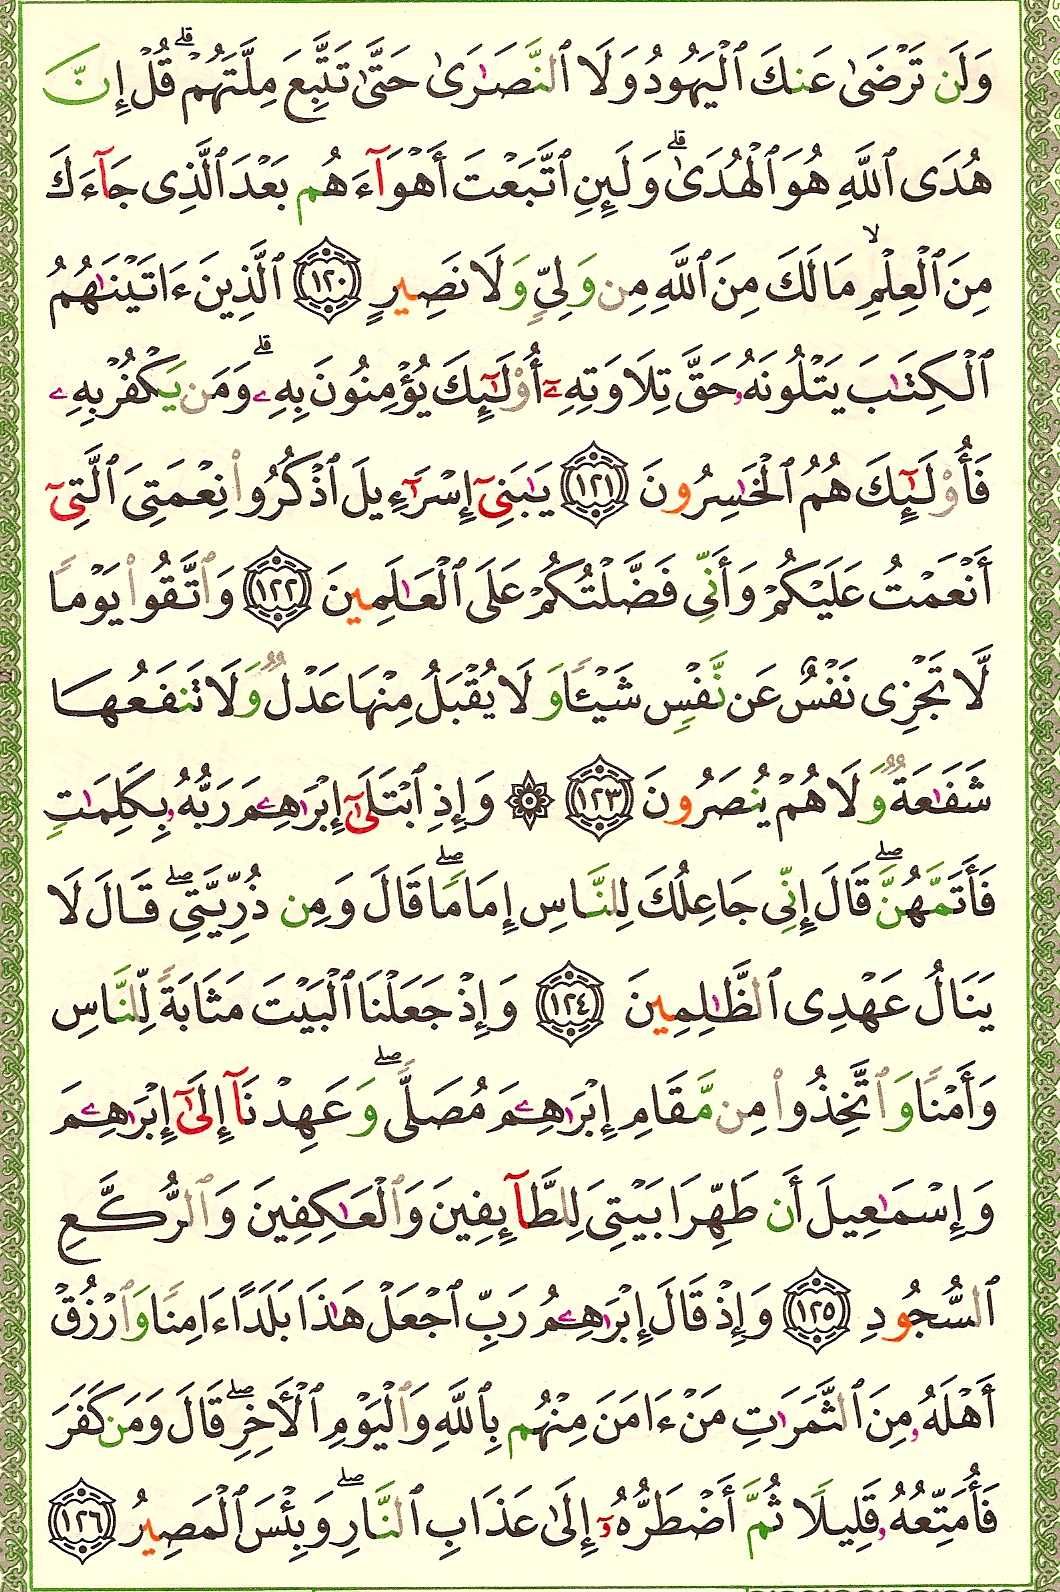 وَلَن تَرْضَىٰ عَنكَ ٱلْيَهُودُ وَلَا ٱلنَّصَٰرَىٰ حَتَّىٰ تَتَّبِعَ مِلَّتَهُمْ ۗ قُلْ إِنَّ
هُدَى ٱللَّهِ هُوَ ٱلْهُدَىٰ ۗ وَلَئِنِ ٱتَّبَعْتَ أَهْوَآءَهُم بَعْدَ ٱلَّذِى جَآءَكَ
مِنَ ٱلْعِلْمِ ۙ مَا لَكَ مِنَ ٱللَّهِ مِن وَلِىٍّ وَلَا نَصِيرٍ ١٢٠ ٱلَّذِينَ ءَاتَيْنَٰهُمُ
ٱلْكِتَٰبَ يَتْلُونَهُۥ حَقَّ تِلَاوَتِهِۦٓ أُو۟لَٰٓئِكَ يُؤْمِنُونَ بِهِۦ ۗ وَمَن يَكْفُرْ بِهِۦ
فَأُو۟لَٰٓئِكَ هُمُ ٱلْخَٰسِرُونَ ١٢١ يَٰبَنِىٓ إِسْرَٰٓءِيلَ ٱذْكُرُوا۟ نِعْمَتِىَ ٱلَّتِىٓ
أَنْعَمْتُ عَلَيْكُمْ وَأَنِّى فَضَّلْتُكُمْ عَلَى ٱلْعَٰلَمِينَ ١٢٢ وَٱتَّقُوا۟ يَوْمًا
لَّا تَجْزِى نَفْسٌ عَن نَّفْسٍ شَيْـًٔا وَلَا يُقْبَلُ مِنْهَا عَدْلٌ وَلَا تَنفَعُهَا
شَفَٰعَةٌ وَلَا هُمْ يُنصَرُونَ ١٢٣ ۞ وَإِذِ ٱبْتَلَىٰٓ إِبْرَٰهِۦمَ رَبُّهُۥ بِكَلِمَٰتٍ
فَأَتَمَّهُنَّ ۖ قَالَ إِنِّى جَاعِلُكَ لِلنَّاسِ إِمَامًا ۖ قَالَ وَمِن ذُرِّيَّتِى ۖ قَالَ لَا
يَنَالُ عَهْدِى ٱلظَّٰلِمِينَ ١٢٤ وَإِذْ جَعَلْنَا ٱلْبَيْتَ مَثَابَةً لِّلنَّاسِ
وَأَمْنًا وَٱتَّخِذُوا۟ مِن مَّقَامِ إِبْرَٰهِۦمَ مُصَلًّى ۖ وَعَهِدْنَآ إِلَىٰٓ إِبْرَٰهِۦمَ
وَإِسْمَٰعِيلَ أَن طَهِّرَا بَيْتِىَ لِلطَّآئِفِينَ وَٱلْعَٰكِفِينَ وَٱلرُّكَّعِ
ٱلسُّجُودِ ١٢٥ وَإِذْ قَالَ إِبْرَٰهِۦمُ رَبِّ ٱجْعَلْ هَٰذَا بَلَدًا ءَامِنًا وَٱرْزُقْ
أَهْلَهُۥ مِنَ ٱلثَّمَرَٰتِ مَنْ ءَامَنَ مِنْهُم بِٱللَّهِ وَٱلْيَوْمِ ٱلْأَخِرِ ۖ قَالَ وَمَن كَفَرَ
فَأُمَتِّعُهُۥ قَلِيلًا ثُمَّ أَضْطَرُّهُۥٓ إِلَىٰ عَذَابِ ٱلنَّارِ ۖ وَبِئْسَ ٱلْمَصِيرُ ١٢٦